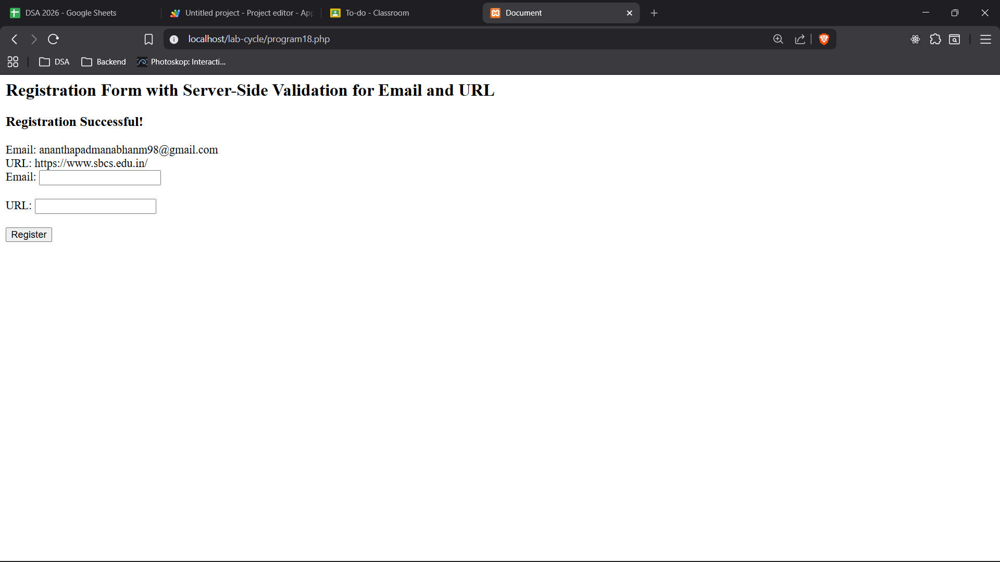 DSA 2026 - Google Sheets
Untitled project - Project editor - App
To-do - Classroom
Document
localhost/lab-cycle/program18.php
DSA
Backend
Photoskop: Interacti...
Registration Form with Server-Side Validation for Email and URL
Registration Successful!
Email: ananthapadmanabhanm98@gmail.com
URL: https://www.sbcs.edu.in/
Email:
URL:
Register